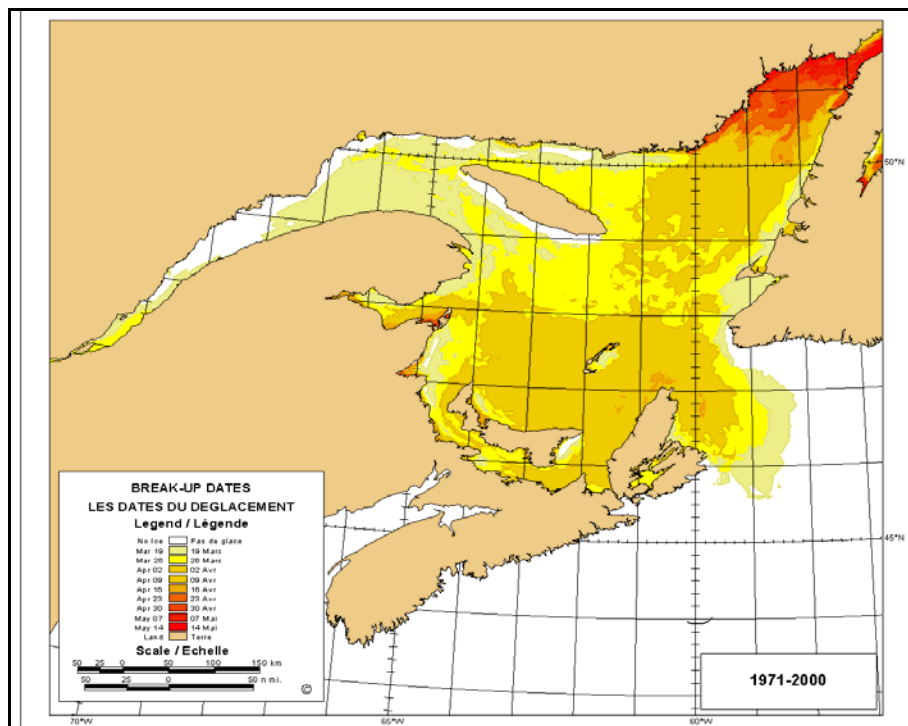 50°N
BREAK-UP DATES
LES DATES DU DEGLACEMENT
Legend / Légende
No Ice Pas de glace
Mar 19 19 Mars
Mar 26 26 Mars
Apr 02 02 Avr
Apr 09 09 Avr
Apr 16 16 Avr
Apr 23 23 Avr
Apr 30 30 Avr
May 07 07 Mai
May 14 14 Mai
Land Terre
Scale / Echelle
50 25 0 50 100 150 km
50 25 0 50 n mi.
©
45°N
1971-2000
70°W 65°W 60°W